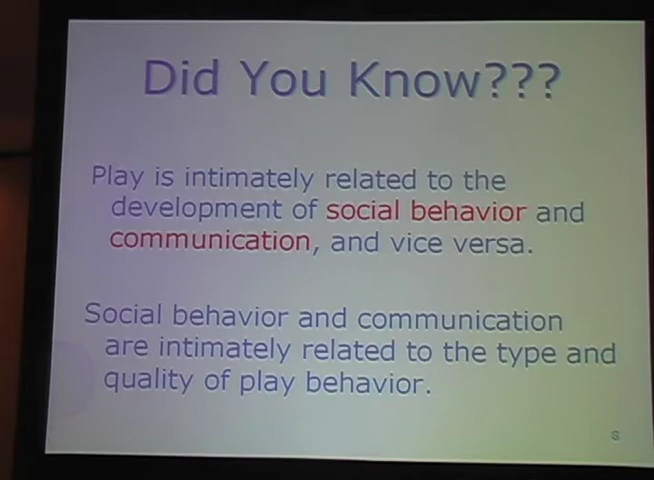 Did You Know???
Play is intimately related to the
development of social behavior and
communication, and vice versa.
Social behavior and communication
are intimately related to the type and
quality of play behavior.